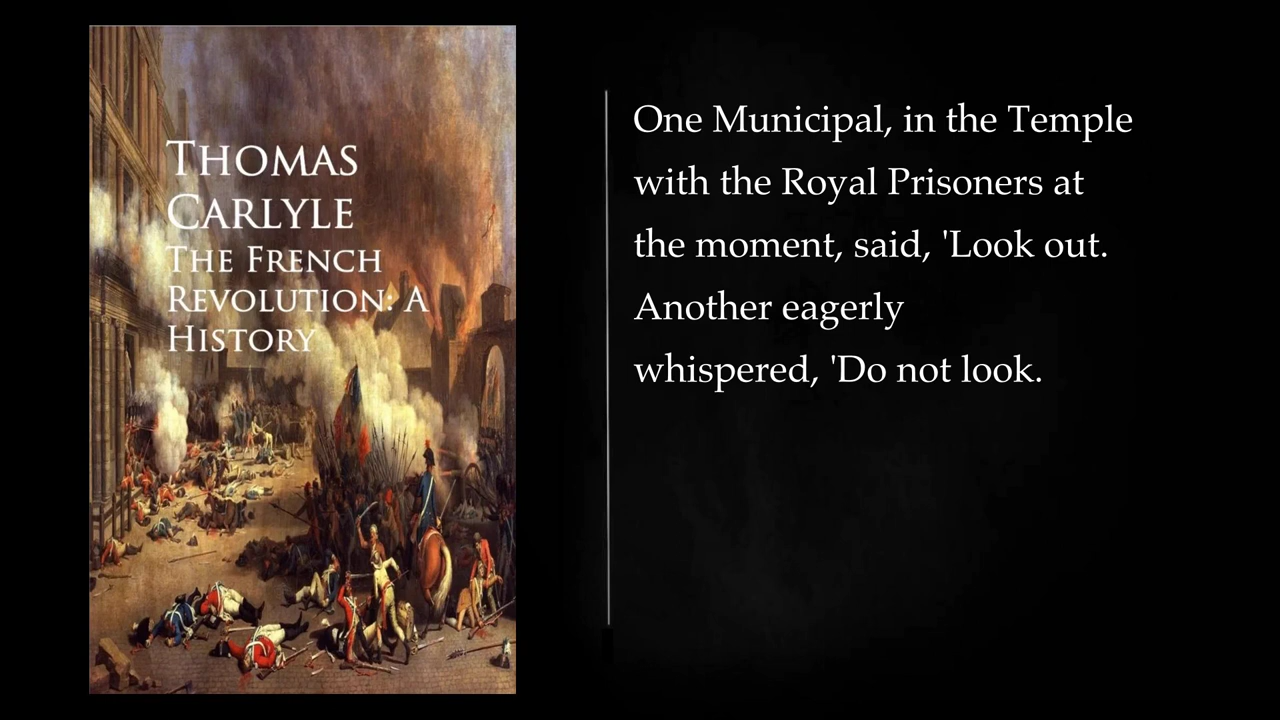 THOMAS
CARLYLE
THE FRENCH
REVOLUTION: A
HISTORY
One Municipal, in the Temple
with the Royal Prisoners at
the moment, said, 'Look out.
Another eagerly
whispered, 'Do not look.